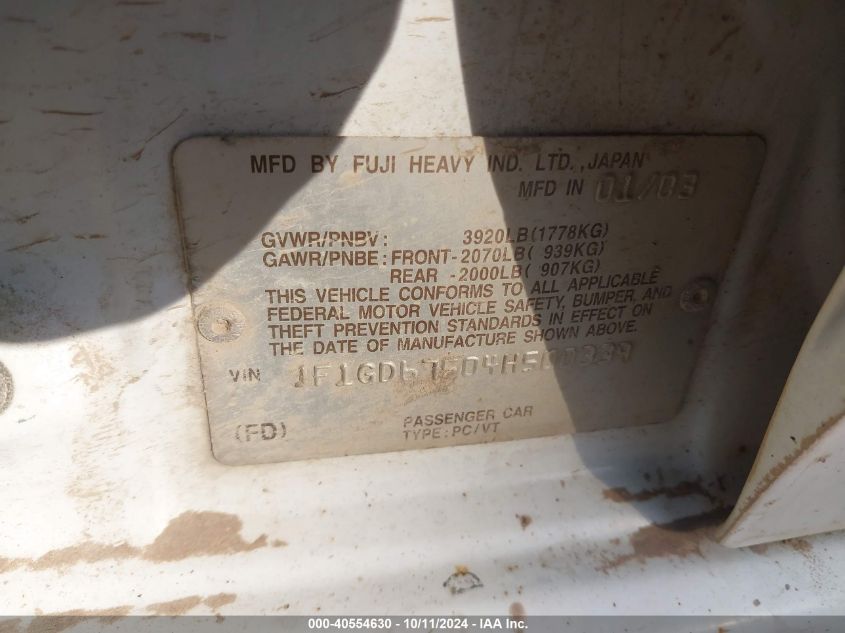 MFD BY FUJI HEAVY IND. LTD., JAPAN
MFD IN 01/03
GVWR/PNBV: 3920LB(1778KG)
GAWR/PNBE: FRONT-2070LB( 939KG)
REAR -2000LB( 907KG)
THIS VEHICLE CONFORMS TO ALL APPLICABLE
FEDERAL MOTOR VEHICLE SAFETY, BUMPER, AND
THEFT PREVENTION STANDARDS IN EFFECT ON
THE DATE OF MANUFACTURE SHOWN ABOVE.
VIN
(FD)
PASSENGER CAR
TYPE:PC/VT
000-40554630 - 10/11/2024 - IAA Inc.